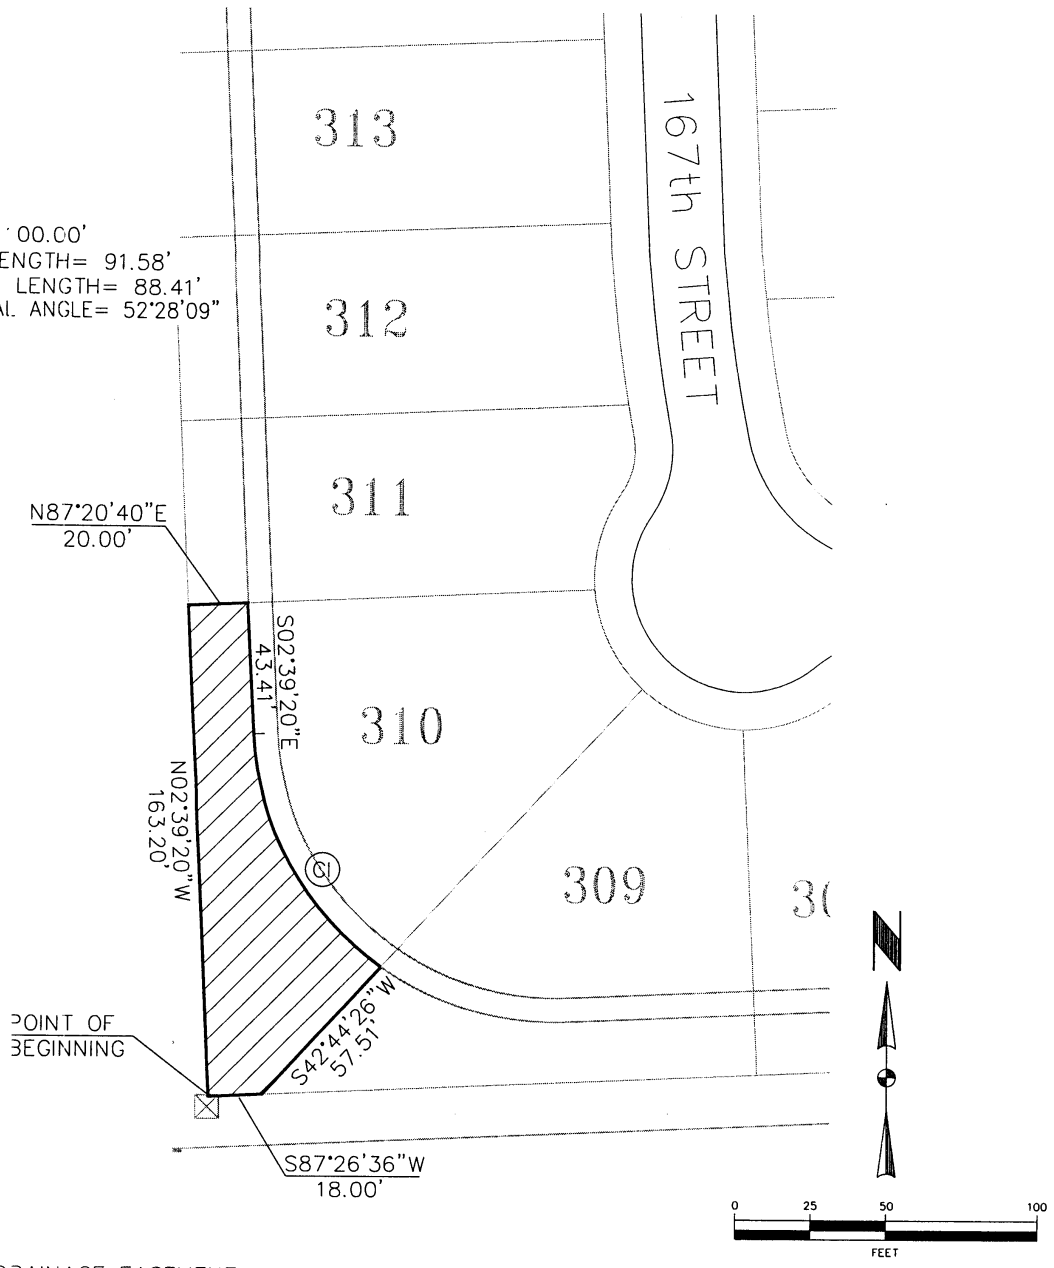 313
167th STREET
00.00'
ENGTH= 91.58'
LENGTH= 88.41'
AL ANGLE= 52°28'09"
312
311
N87°20'40"E
20.00'
S02°39'20"E
43.41'
310
N02°39'20"W
163.20'
C1
309
30
N
POINT OF
BEGINNING
S42°44'26"W
57.51'
S87°26'36"W
18.00'
0 25 50 100
FEET